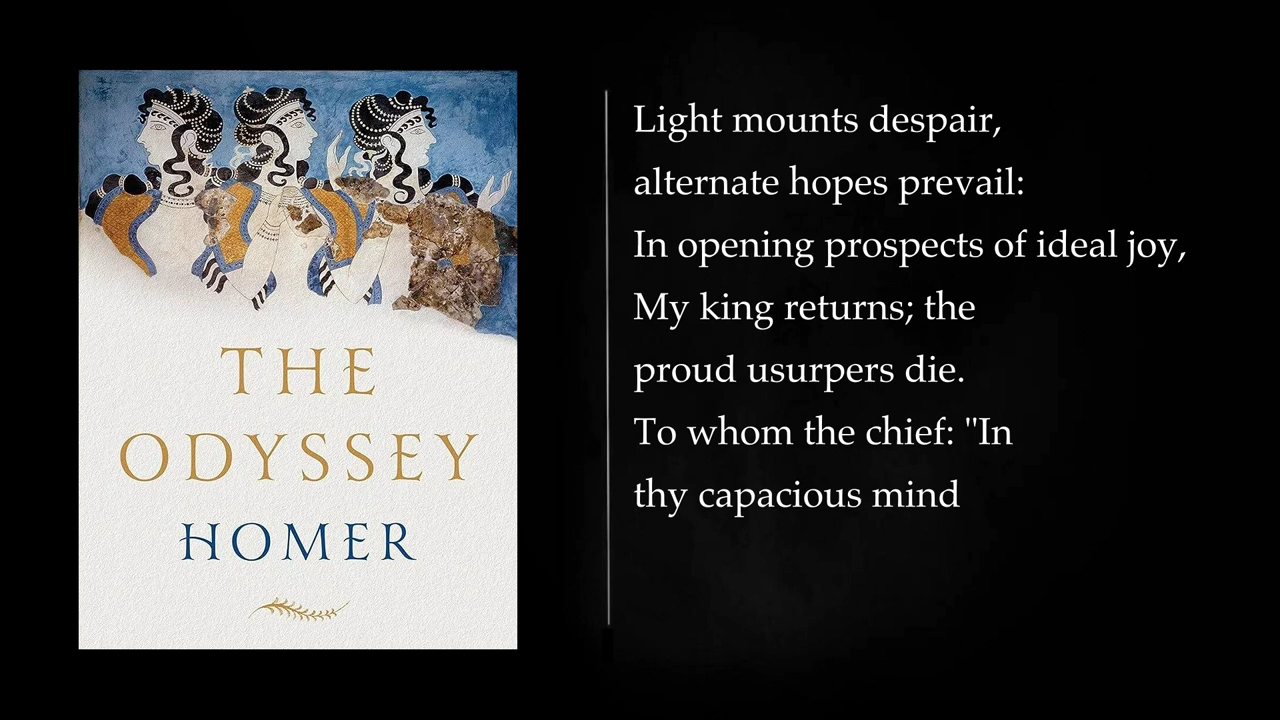 THE
ODYSSEY
HOMER
Light mounts despair,
alternate hopes prevail:
In opening prospects of ideal joy,
My king returns; the
proud usurpers die.
To whom the chief: "In
thy capacious mind